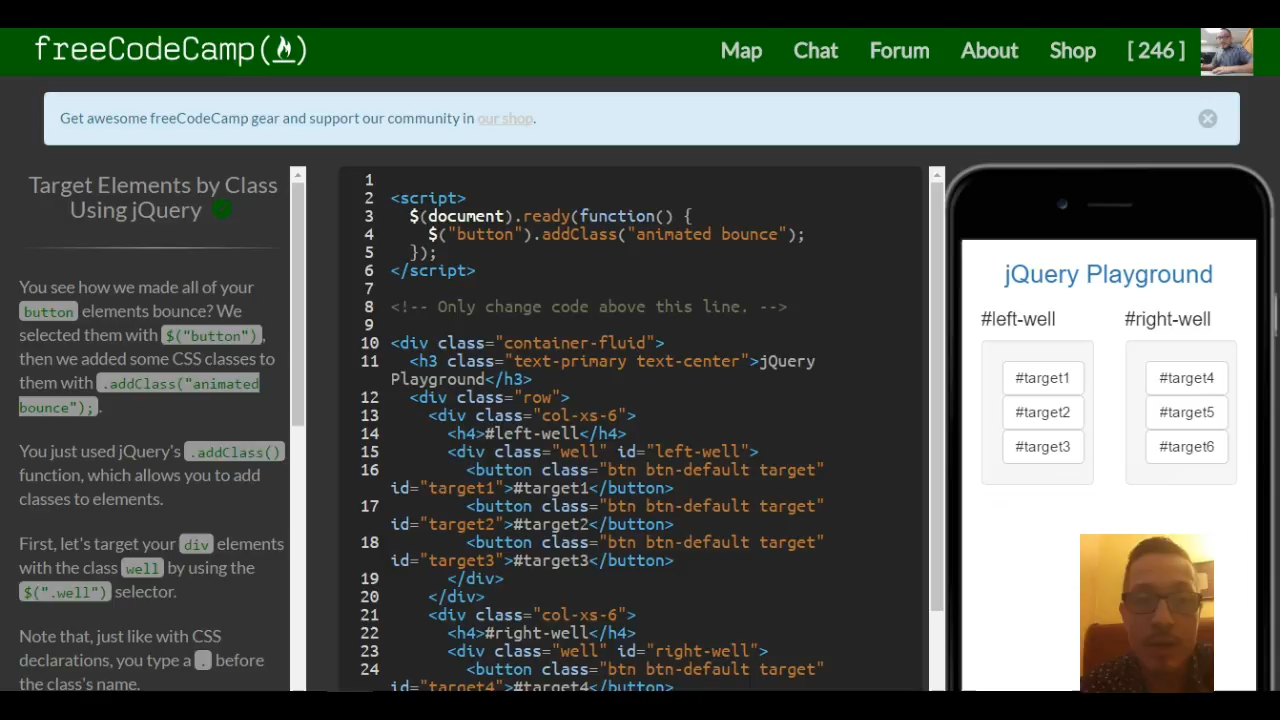 freeCodeCamp(🔥)
Map Chat Forum About Shop [ 246 ]
Get awesome freeCodeCamp gear and support our community in our shop.
Target Elements by Class
Using jQuery
You see how we made all of your
button elements bounce? We
selected them with $("button"),
then we added some CSS classes to
them with .addClass("animated
bounce");.
You just used jQuery's .addClass()
function, which allows you to add
classes to elements.
First, let's target your div elements
with the class well by using the
$(".well") selector.
Note that, just like with CSS
declarations, you type a . before
the class's name.
1
2 <script>
3 $(document).ready(function() {
4 $("button").addClass("animated bounce");
5 });
6 </script>
7
8 <!-- Only change code above this line. -->
9
10 <div class="container-fluid">
11 <h3 class="text-primary text-center">jQuery
Playground</h3>
12 <div class="row">
13 <div class="col-xs-6">
14 <h4>#left-well</h4>
15 <div class="well" id="left-well">
16 <button class="btn btn-default target"
id="target1">#target1</button>
17 <button class="btn btn-default target"
id="target2">#target2</button>
18 <button class="btn btn-default target"
id="target3">#target3</button>
19 </div>
20 </div>
21 <div class="col-xs-6">
22 <h4>#right-well</h4>
23 <div class="well" id="right-well">
24 <button class="btn btn-default target"
id="target4">#target4</button>
jQuery Playground
#left-well
#target1
#target2
#target3
#right-well
#target4
#target5
#target6